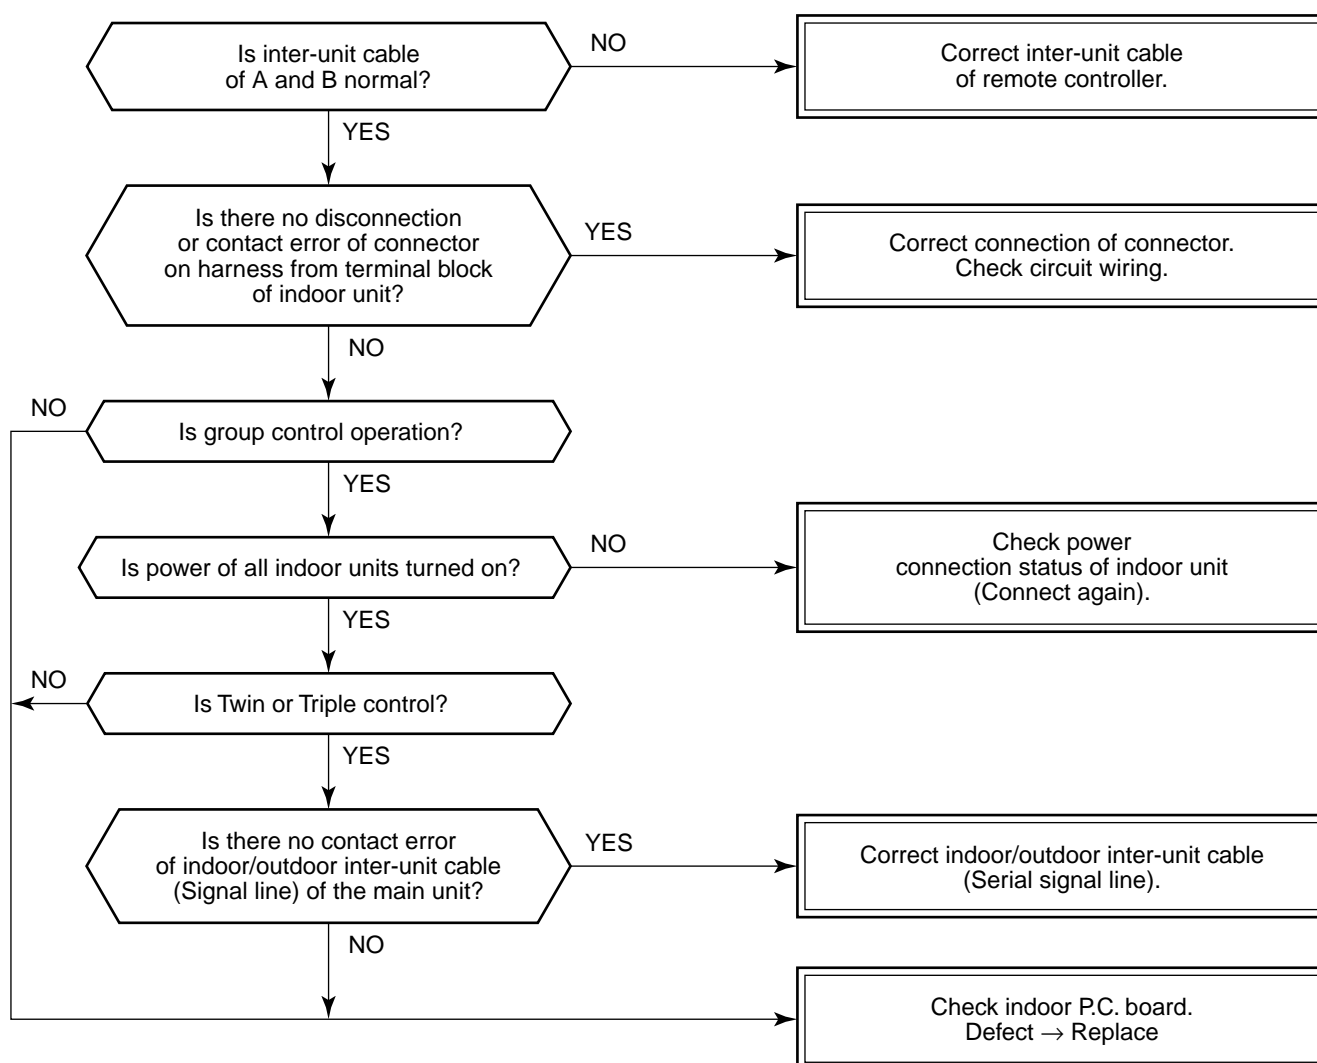 Is inter-unit cable
of A and B normal?
NO
Correct inter-unit cable
of remote controller.
YES
Is there no disconnection
or contact error of connector
on harness from terminal block
of indoor unit?
YES
Correct connection of connector.
Check circuit wiring.
NO
NO
Is group control operation?
YES
Is power of all indoor units turned on?
NO
Check power
connection status of indoor unit
(Connect again).
YES
NO
Is Twin or Triple control?
YES
Is there no contact error
of indoor/outdoor inter-unit cable
(Signal line) of the main unit?
YES
Correct indoor/outdoor inter-unit cable
(Serial signal line).
NO
Check indoor P.C. board.
Defect → Replace